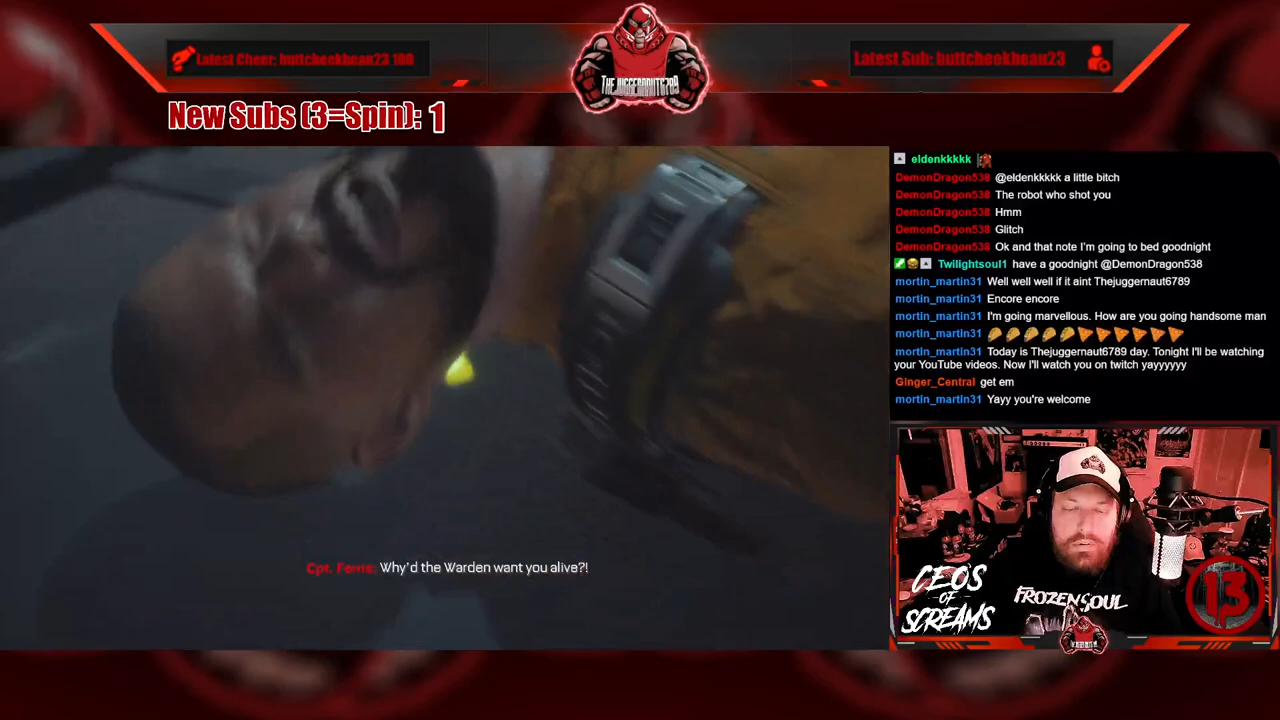 Latest Cheer: buttcheekbeau23 100
THEJUGGERNAUT6789
Latest Sub: buttcheekbeau23
New Subs (3=Spin): 1
eldenkkkkk
DemonDragon538 @eldenkkkkk a little bitch
DemonDragon538 The robot who shot you
DemonDragon538 Hmm
DemonDragon538 Glitch
DemonDragon538 Ok and that note I'm going to bed goodnight
Twilightsoul1 have a goodnight @DemonDragon538
mortin_martin31 Well well well if it aint Thejuggernaut6789
mortin_martin31 Encore encore
mortin_martin31 I'm going marvellous. How are you going handsome man
mortin_martin31
mortin_martin31 Today is Thejuggernaut6789 day. Tonight I'll be watching
your YouTube videos. Now I'll watch you on twitch yayyyyyy
Ginger_Central get em
mortin_martin31 Yayy you're welcome
Cpt. Ferris: Why'd the Warden want you alive?!
CEOS
OF
SCREAMS
FROZEN SOUL
13